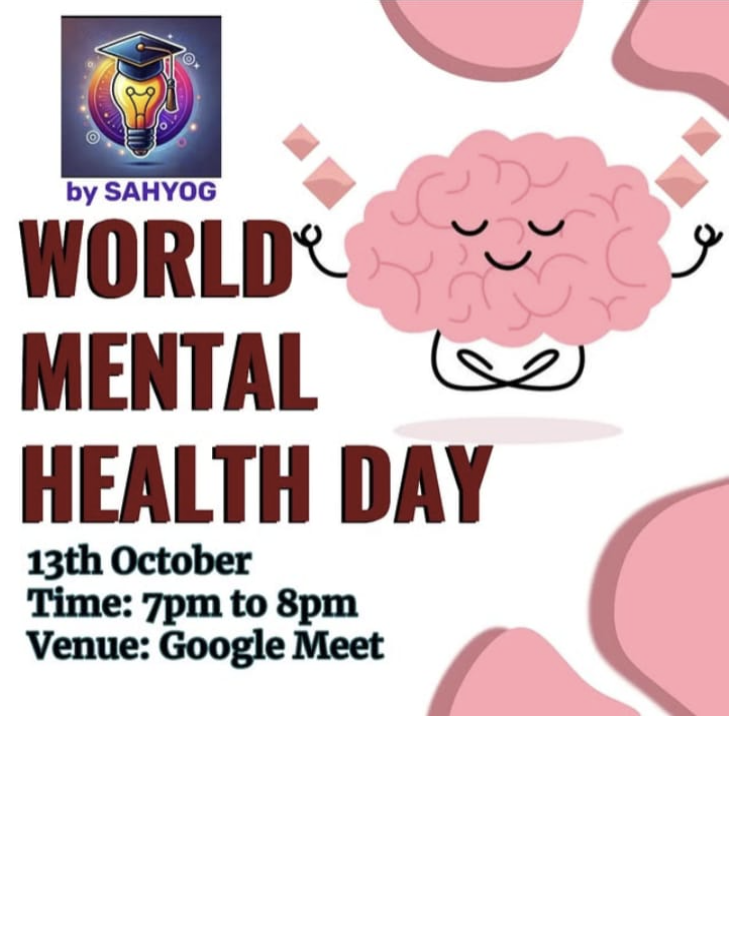 by SAHYOG
WORLD
MENTAL
HEALTH DAY
13th October
Time: 7pm to 8pm
Venue: Google Meet